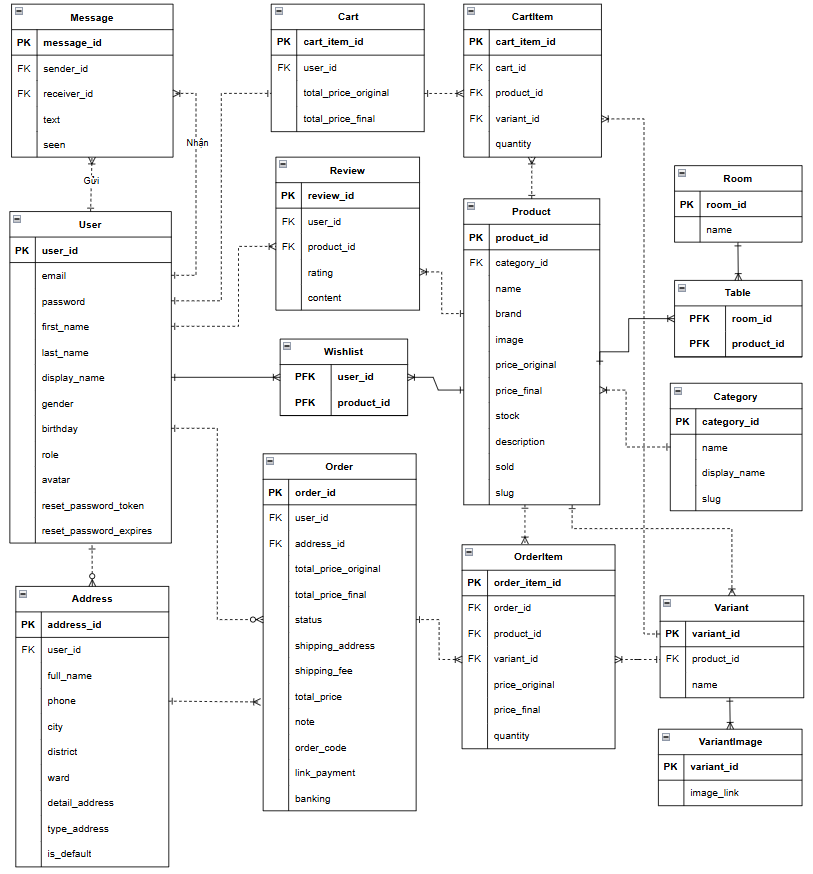 Message
PK message_id
FK sender_id
FK receiver_id
text
seen
Nhận
Gửi
Cart
PK cart_item_id
FK user_id
total_price_original
total_price_final
CartItem
PK cart_item_id
FK cart_id
FK product_id
FK variant_id
quantity
Review
PK review_id
FK user_id
FK product_id
rating
content
Room
PK room_id
name
User
PK user_id
email
password
first_name
last_name
display_name
gender
birthday
role
avatar
reset_password_token
reset_password_expires
Product
PK product_id
FK category_id
name
brand
image
price_original
price_final
stock
description
sold
slug
Table
PFK room_id
PFK product_id
Wishlist
PFK user_id
PFK product_id
Category
PK category_id
name
display_name
slug
Order
PK order_id
FK user_id
FK address_id
total_price_original
total_price_final
status
shipping_address
shipping_fee
total_price
note
order_code
link_payment
banking
OrderItem
PK order_item_id
FK order_id
FK product_id
FK variant_id
price_original
price_final
quantity
Address
PK address_id
FK user_id
full_name
phone
city
district
ward
detail_address
type_address
is_default
Variant
PK variant_id
FK product_id
name
VariantImage
PK variant_id
image_link